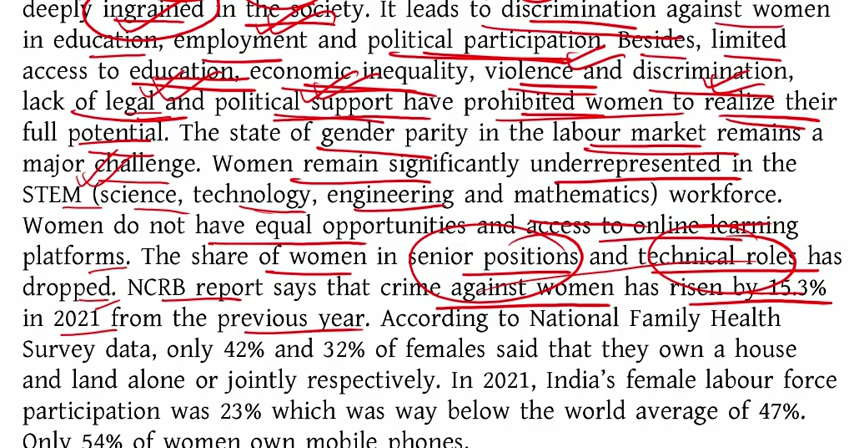 deeply ingrained in the society. It leads to discrimination against women
in education, employment and political participation. Besides, limited
access to education, economic inequality, violence and discrimination,
lack of legal and political support have prohibited women to realize their
full potential. The state of gender parity in the labour market remains a
major challenge. Women remain significantly underrepresented in the
STEM (science, technology, engineering and mathematics) workforce.
Women do not have equal opportunities and access to online learning
platforms. The share of women in senior positions and technical roles has
dropped. NCRB report says that crime against women has risen by 15.3%
in 2021 from the previous year. According to National Family Health
Survey data, only 42% and 32% of females said that they own a house
and land alone or jointly respectively. In 2021, India's female labour force
participation was 23% which was way below the world average of 47%.
Only 54% of women own mobile phones.